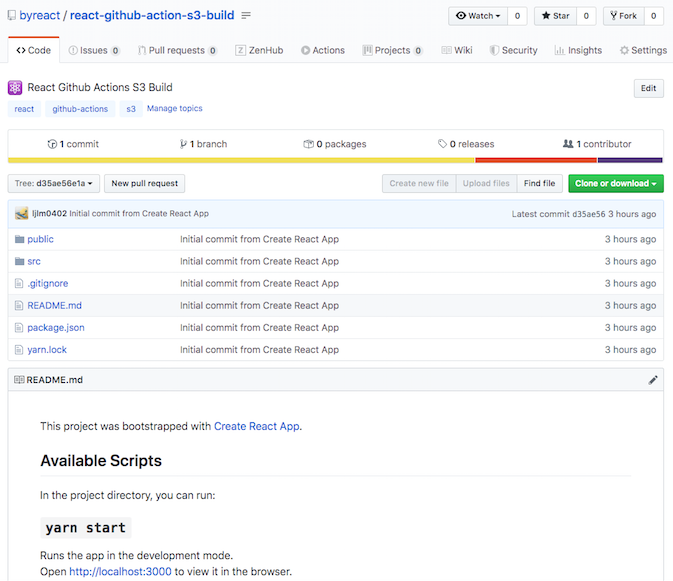 byreact / react-github-action-s3-build Watch 0 Star 0 Fork 0
Code Issues 0 Pull requests 0 ZenHub Actions Projects 0 Wiki Security Insights Settings
React Github Actions S3 Build Edit
react github-actions s3 Manage topics
1 commit 1 branch 0 packages 0 releases 1 contributor
Tree: d35ae56e1a New pull request Create new file Upload files Find file Clone or download
ljlm0402 Initial commit from Create React App Latest commit d35ae56 3 hours ago
public Initial commit from Create React App 3 hours ago
src Initial commit from Create React App 3 hours ago
.gitignore Initial commit from Create React App 3 hours ago
README.md Initial commit from Create React App 3 hours ago
package.json Initial commit from Create React App 3 hours ago
yarn.lock Initial commit from Create React App 3 hours ago
README.md
This project was bootstrapped with Create React App.
Available Scripts
In the project directory, you can run:
yarn start
Runs the app in the development mode.
Open http://localhost:3000 to view it in the browser.